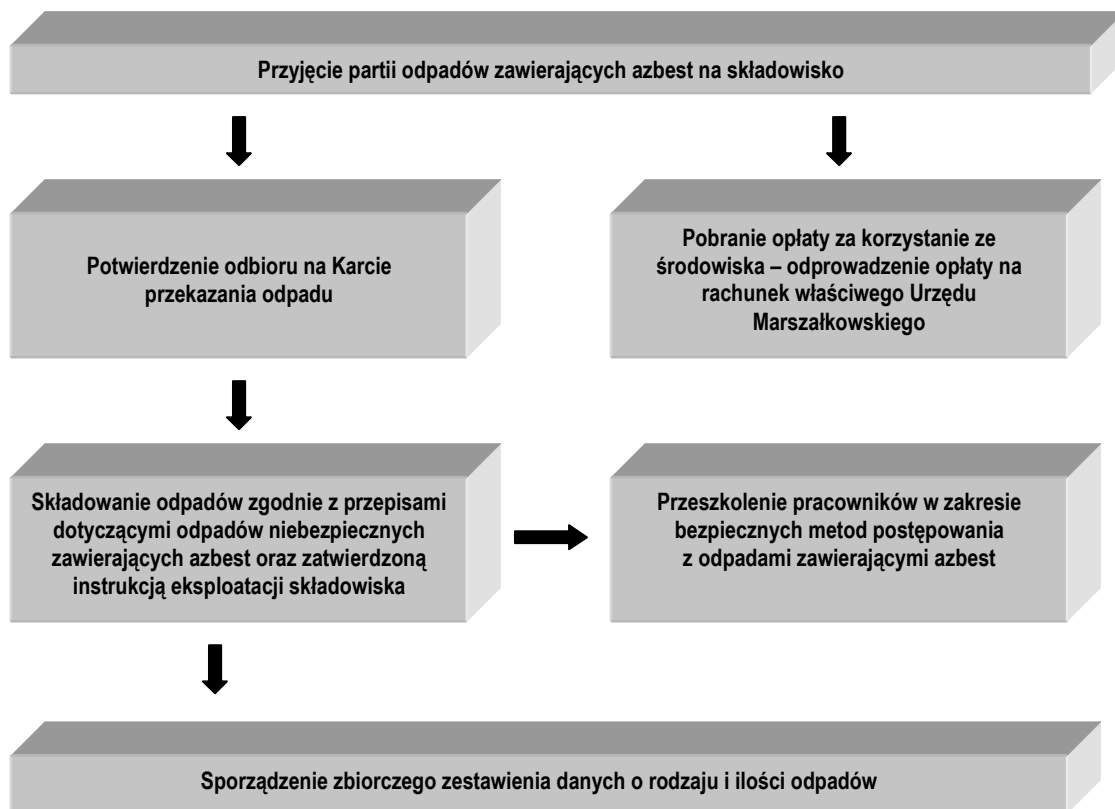 Przyjęcie partii odpadów zawierających azbest na składowisko
Potwierdzenie odbioru na Karcie
przekazania odpadu
Pobranie opłaty za korzystanie ze
środowiska – odprowadzenie opłaty na
rachunek właściwego Urzędu
Marszałkowskiego
Składowanie odpadów zgodnie z przepisami
dotyczącymi odpadów niebezpiecznych
zawierających azbest oraz zatwierdzoną
instrukcją eksploatacji składowiska
Przeszkolenie pracowników w zakresie
bezpiecznych metod postępowania
z odpadami zawierającymi azbest
Sporządzenie zbiorczego zestawienia danych o rodzaju i ilości odpadów